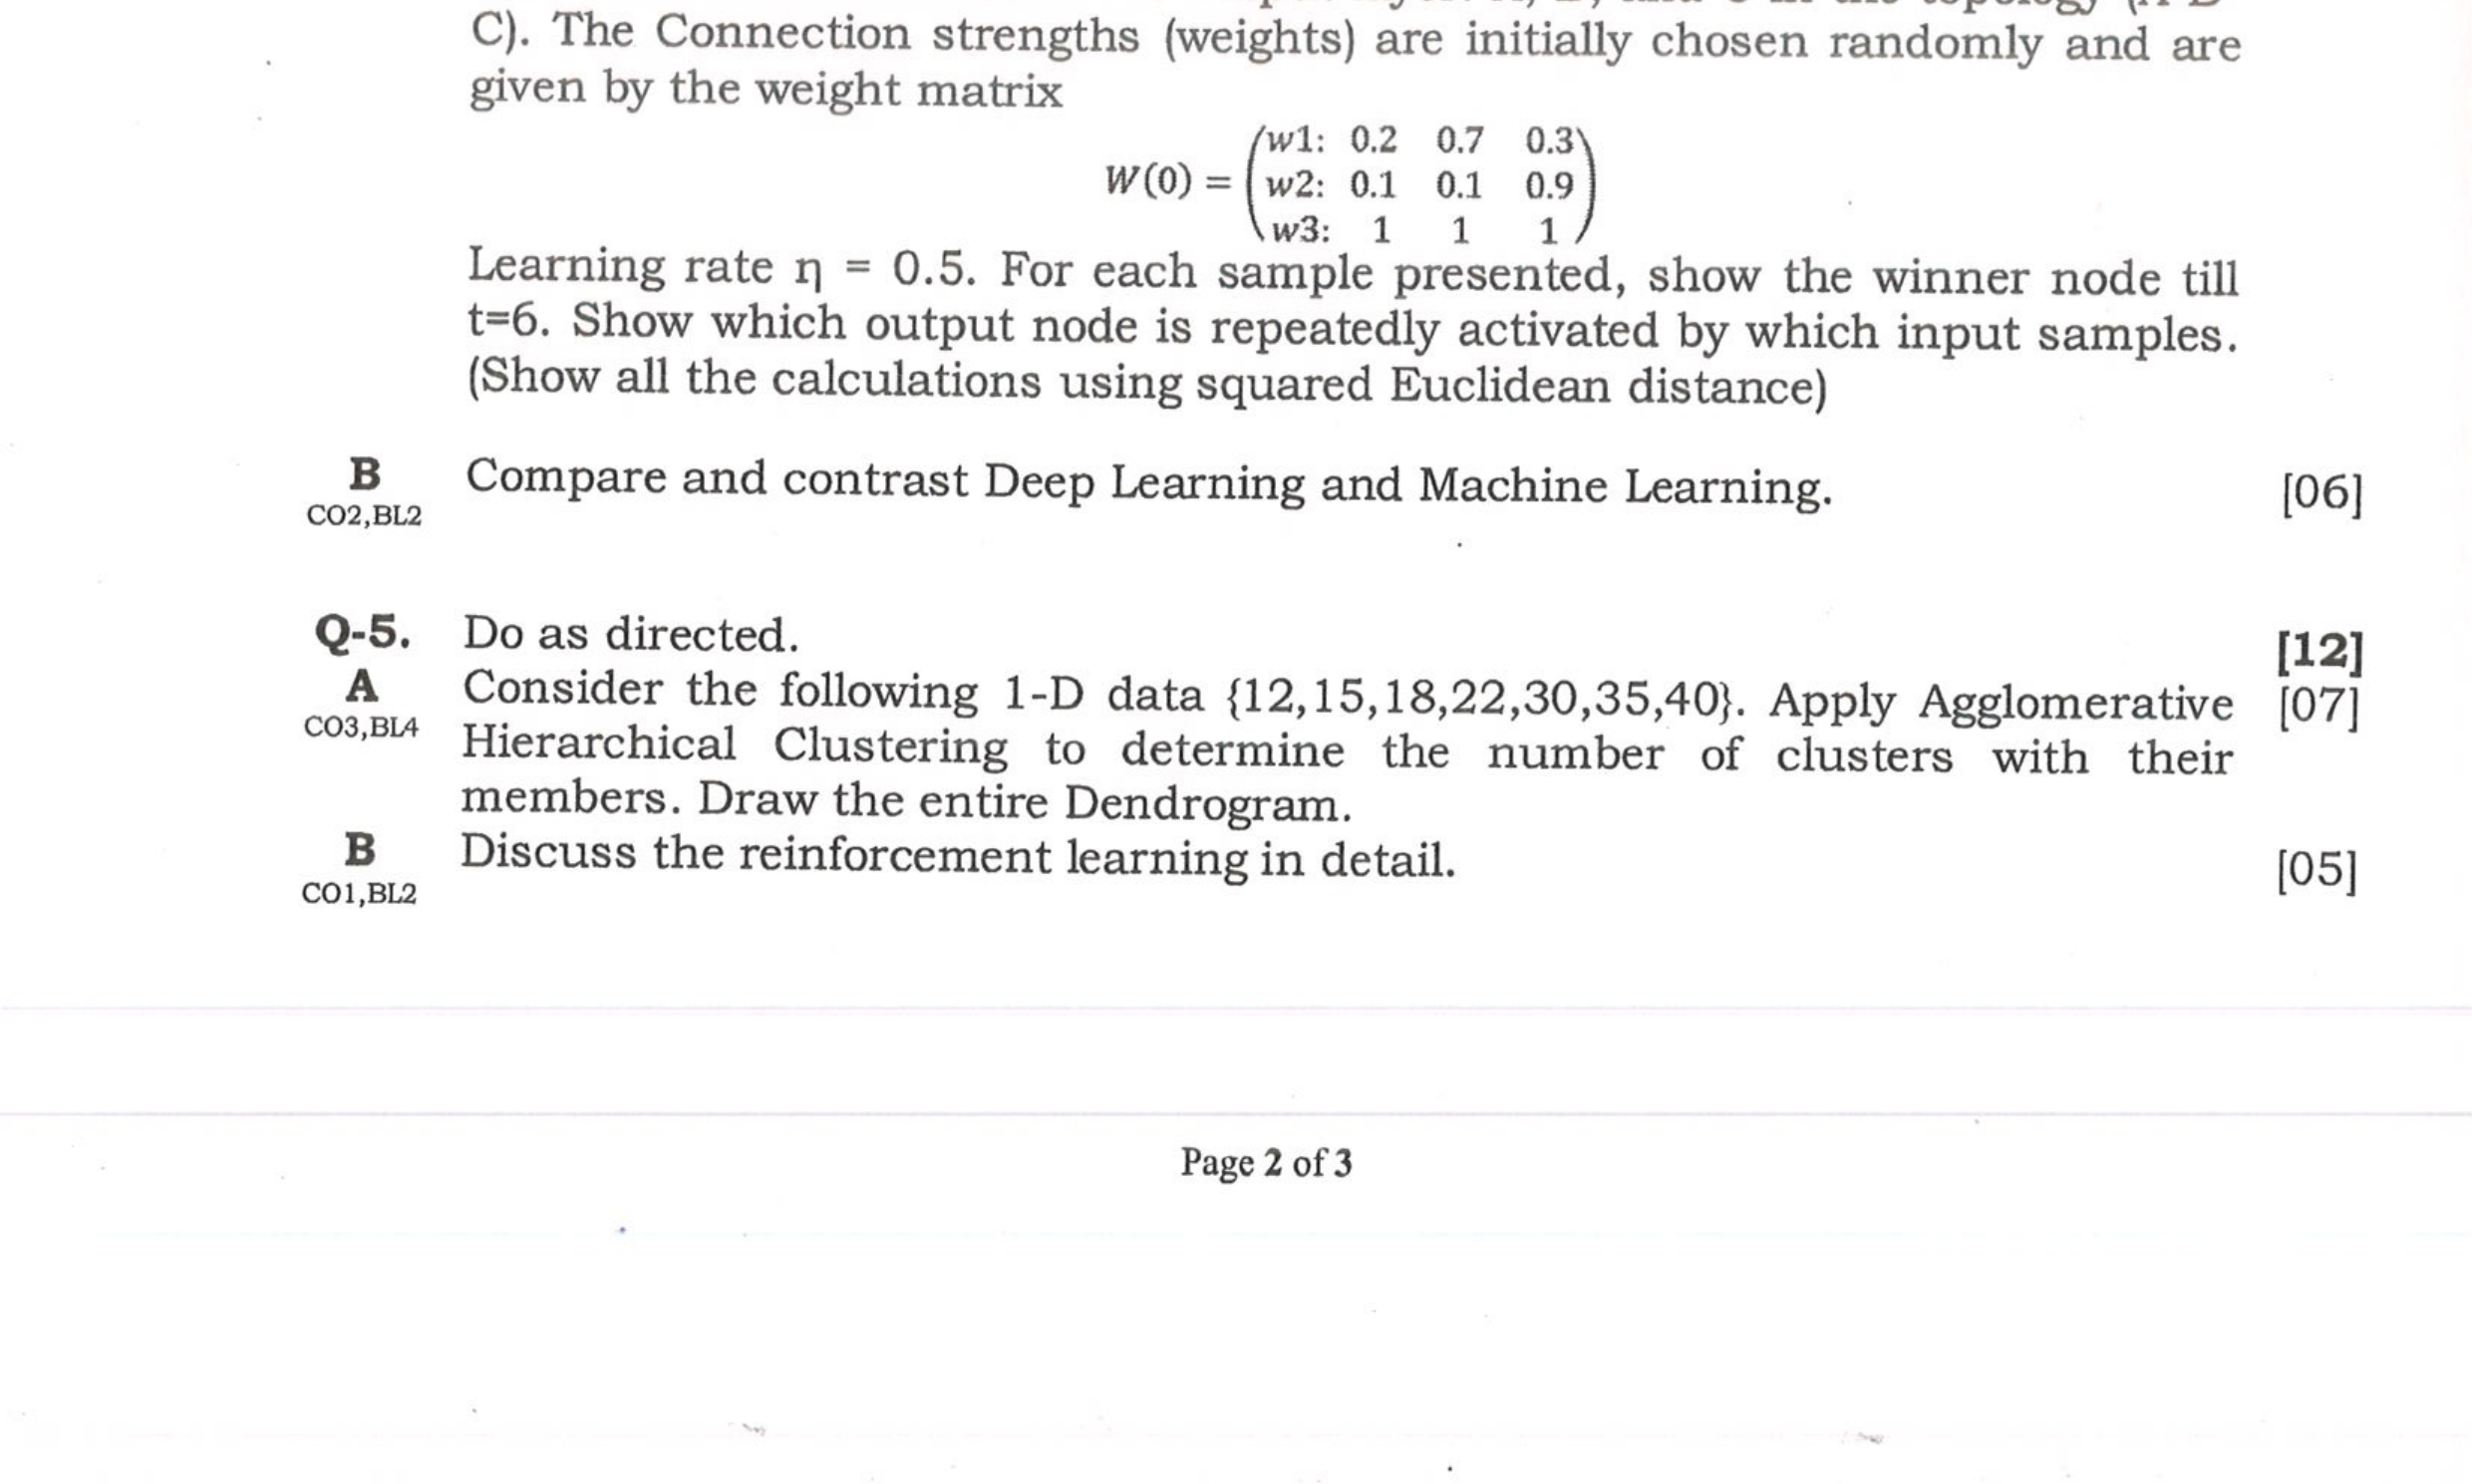 C). The Connection strengths (weights) are initially chosen randomly and are
given by the weight matrix
w1: 0.2 0.7 0.3
W(0) = w2: 0.1 0.1 0.9
w3: 1 1 1
Learning rate η = 0.5. For each sample presented, show the winner node till
t=6. Show which output node is repeatedly activated by which input samples.
(Show all the calculations using squared Euclidean distance)
B Compare and contrast Deep Learning and Machine Learning. [06]
CO2,BL2
Q-5. Do as directed. [12]
A Consider the following 1-D data {12,15,18,22,30,35,40}. Apply Agglomerative [07]
CO3,BL4 Hierarchical Clustering to determine the number of clusters with their
members. Draw the entire Dendrogram.
B Discuss the reinforcement learning in detail. [05]
CO1,BL2
Page 2 of 3